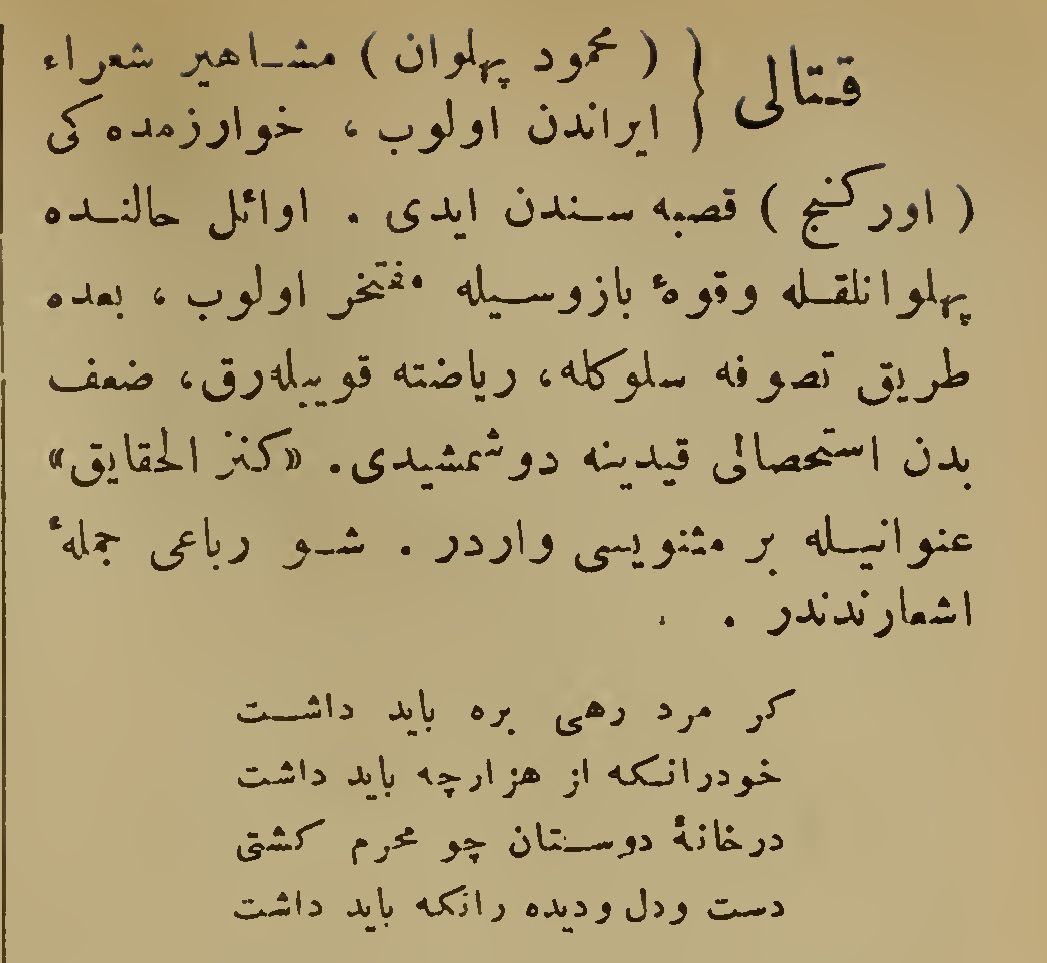 قتالی { ( محمود پهلوان ) مشاهیر شعراء
ایراندن اولوب ، خوارزمده کی
( اورکنج ) قصبه سندن ایدی . اوائل حالنده
پهلوانلقله وقوهٔ بازوسیله مفتخر اولوب ، بعده
طریق تصوفه سلوکله، ریاضته قویبله‌رق، ضعف
بدن استحصالی قیدینه دوشمشیدی. «کنز الحقایق»
عنوانیله بر مثنویسی واردر . شو رباعی جملهٔ
اشعارندندر .
کر مرد رهی بره باید داشت
خودرانکه از هزارچه باید داشت
درخانهٔ دوستان چو محرم کشتی
دست ودل ودیده رانکه باید داشت